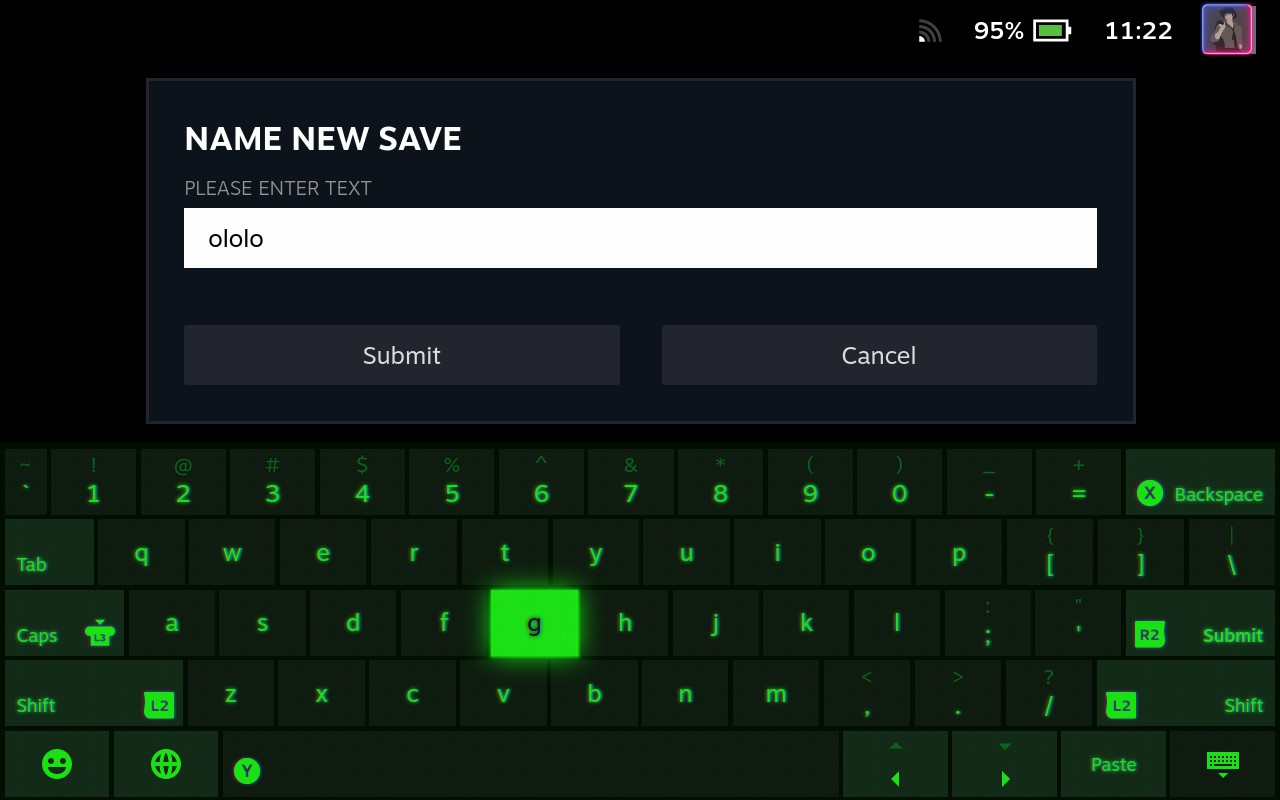 95% 11:22
NAME NEW SAVE
PLEASE ENTER TEXT
ololo
Submit Cancel
~ ! @ # $ % ^ & * ( ) _ +
` 1 2 3 4 5 6 7 8 9 0 - = X Backspace
{ } |
Tab q w e r t y u i o p [ ] \
: "
Caps L3 a s d f g h j k l ; ' R2 Submit
< > ?
Shift L2 z x c v b n m , . / L2 Shift
Y Paste